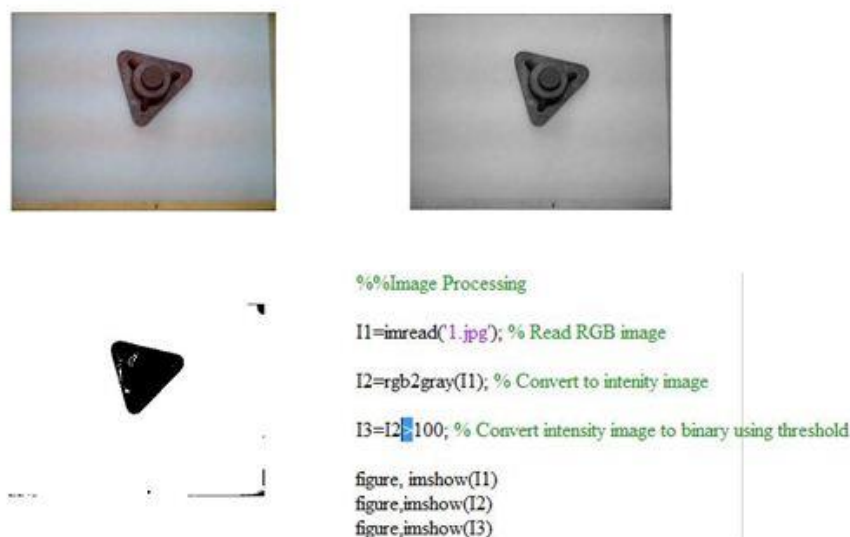 %%Image Processing
I1=imread('1.jpg'); % Read RGB image
I2=rgb2gray(I1); % Convert to intenity image
I3=I2>100; % Convert intensity image to binary using threshold
figure, imshow(I1)
figure,imshow(I2)
figure,imshow(I3)